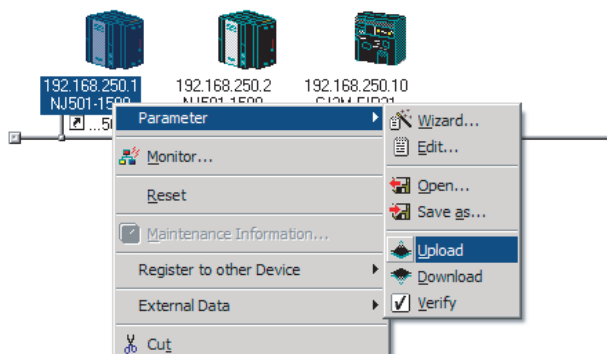 192.168.250.1
192.168.250.2
192.168.250.10
NJ501-1500
NJ501-1500
CJ2M-EIP21
...50
Parameter
Monitor...
Reset
Maintenance Information...
Register to other Device
External Data
Cut
Wizard...
Edit...
Open...
Save as...
Upload
Download
Verify